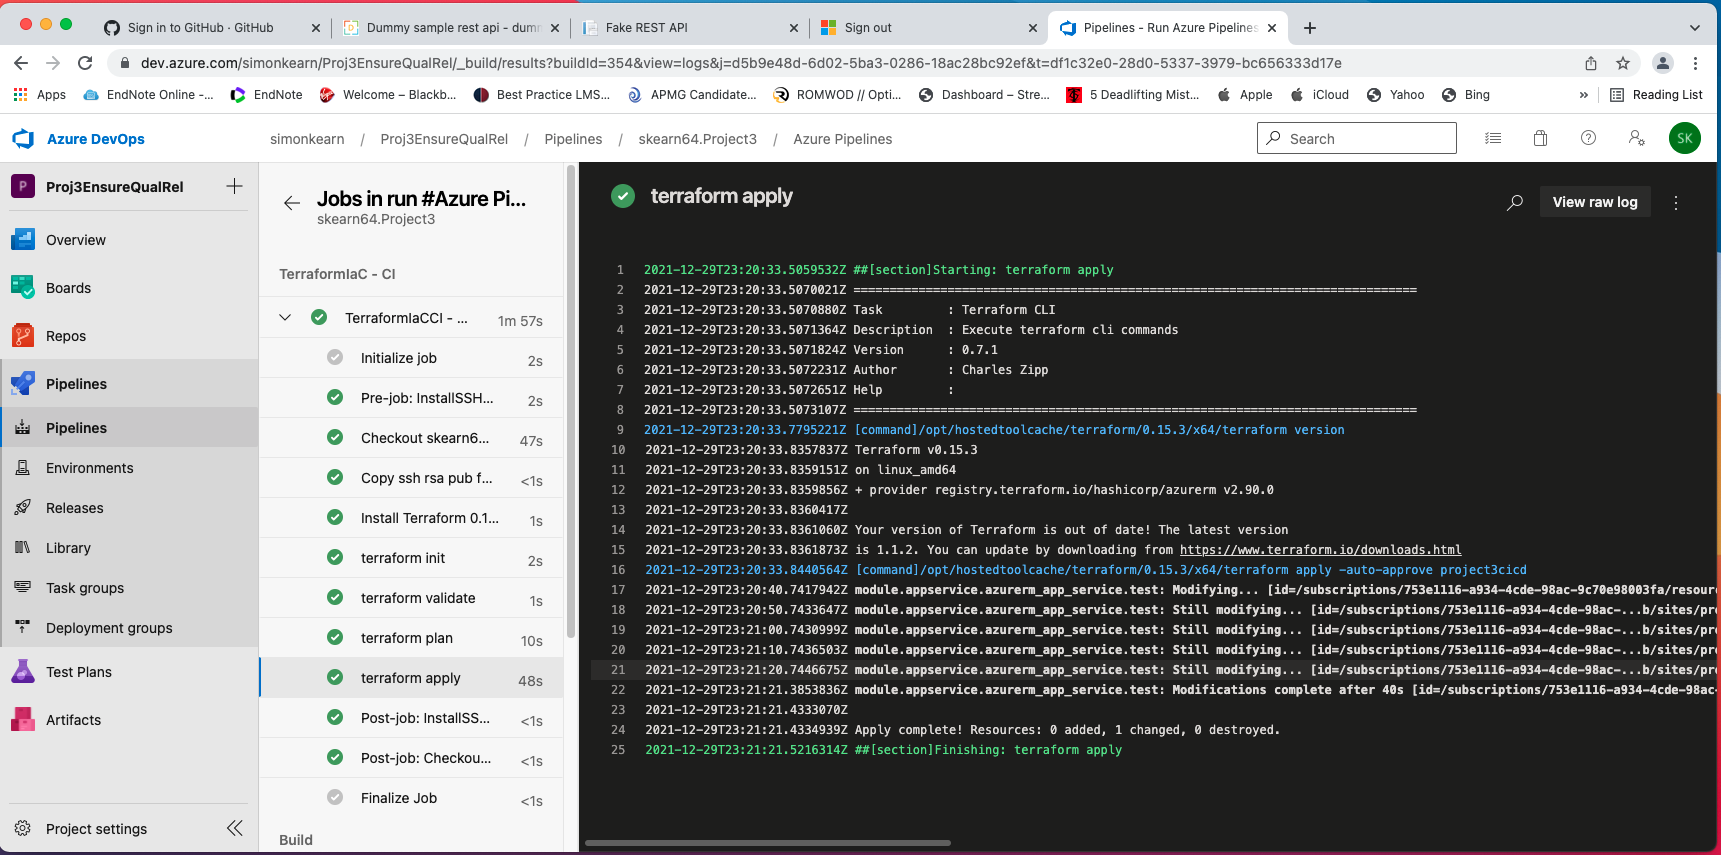 Sign in to GitHub · GitHub
Dummy sample rest api - dumm
Fake REST API
Sign out
Pipelines - Run Azure Pipelines
dev.azure.com/simonkearn/Proj3EnsureQualRel/_build/results?buildId=354&view=logs&j=d5b9e48d-6d02-5ba3-0286-18ac28bc92ef&t=df1c32e0-28d0-5337-3979-bc656333d17e
Apps
EndNote Online -...
EndNote
Welcome – Blackb...
Best Practice LMS...
APMG Candidate...
ROMWOD // Opti...
Dashboard – Stre...
5 Deadlifting Mist...
Apple
iCloud
Yahoo
Bing
»
Reading List
Azure DevOps
simonkearn / Proj3EnsureQualRel / Pipelines / skearn64.Project3 / Azure Pipelines
Search
SK
P
Proj3EnsureQualRel
Overview
Boards
Repos
Pipelines
Pipelines
Environments
Releases
Library
Task groups
Deployment groups
Test Plans
Artifacts
Project settings
Jobs in run #Azure Pi...
skearn64.Project3
TerraformIaC - CI
TerraformIaCCI - ... 1m 57s
Initialize job 2s
Pre-job: InstallSSH... 2s
Checkout skearn6... 47s
Copy ssh rsa pub f... <1s
Install Terraform 0.1... 1s
terraform init 2s
terraform validate 1s
terraform plan 10s
terraform apply 48s
Post-job: InstallSS... <1s
Post-job: Checkou... <1s
Finalize Job <1s
Build
terraform apply
View raw log
1 2021-12-29T23:20:33.5059532Z ##[section]Starting: terraform apply
2 2021-12-29T23:20:33.5070021Z ==============================================================================
3 2021-12-29T23:20:33.5070880Z Task         : Terraform CLI
4 2021-12-29T23:20:33.5071364Z Description  : Execute terraform cli commands
5 2021-12-29T23:20:33.5071824Z Version      : 0.7.1
6 2021-12-29T23:20:33.5072231Z Author       : Charles Zipp
7 2021-12-29T23:20:33.5072651Z Help         :
8 2021-12-29T23:20:33.5073107Z ==============================================================================
9 2021-12-29T23:20:33.7795221Z [command]/opt/hostedtoolcache/terraform/0.15.3/x64/terraform version
10 2021-12-29T23:20:33.8357837Z Terraform v0.15.3
11 2021-12-29T23:20:33.8359151Z on linux_amd64
12 2021-12-29T23:20:33.8359856Z + provider registry.terraform.io/hashicorp/azurerm v2.90.0
13 2021-12-29T23:20:33.8360417Z
14 2021-12-29T23:20:33.8361060Z Your version of Terraform is out of date! The latest version
15 2021-12-29T23:20:33.8361873Z is 1.1.2. You can update by downloading from https://www.terraform.io/downloads.html
16 2021-12-29T23:20:33.8440564Z [command]/opt/hostedtoolcache/terraform/0.15.3/x64/terraform apply -auto-approve project3cicd
17 2021-12-29T23:20:40.7417942Z module.appservice.azurerm_app_service.test: Modifying... [id=/subscriptions/753e1116-a934-4cde-98ac-9c70e98003fa/resour
18 2021-12-29T23:20:50.7433647Z module.appservice.azurerm_app_service.test: Still modifying... [id=/subscriptions/753e1116-a934-4cde-98ac-...b/sites/pro
19 2021-12-29T23:21:00.7430999Z module.appservice.azurerm_app_service.test: Still modifying... [id=/subscriptions/753e1116-a934-4cde-98ac-...b/sites/pro
20 2021-12-29T23:21:10.7436503Z module.appservice.azurerm_app_service.test: Still modifying... [id=/subscriptions/753e1116-a934-4cde-98ac-...b/sites/pro
21 2021-12-29T23:21:20.7446675Z module.appservice.azurerm_app_service.test: Still modifying... [id=/subscriptions/753e1116-a934-4cde-98ac-...b/sites/pro
22 2021-12-29T23:21:21.3853836Z module.appservice.azurerm_app_service.test: Modifications complete after 40s [id=/subscriptions/753e1116-a934-4cde-98ac-
23 2021-12-29T23:21:21.4333070Z
24 2021-12-29T23:21:21.4334939Z Apply complete! Resources: 0 added, 1 changed, 0 destroyed.
25 2021-12-29T23:21:21.5216314Z ##[section]Finishing: terraform apply